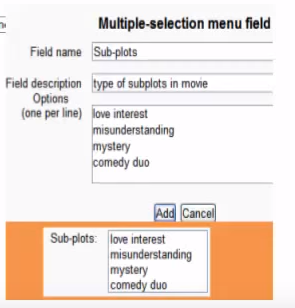 Multiple-selection menu field
Field name Sub-plots
Field description type of subplots in movie
Options
(one per line) love interest
misunderstanding
mystery
comedy duo
Add Cancel
Sub-plots: love interest
misunderstanding
mystery
comedy duo